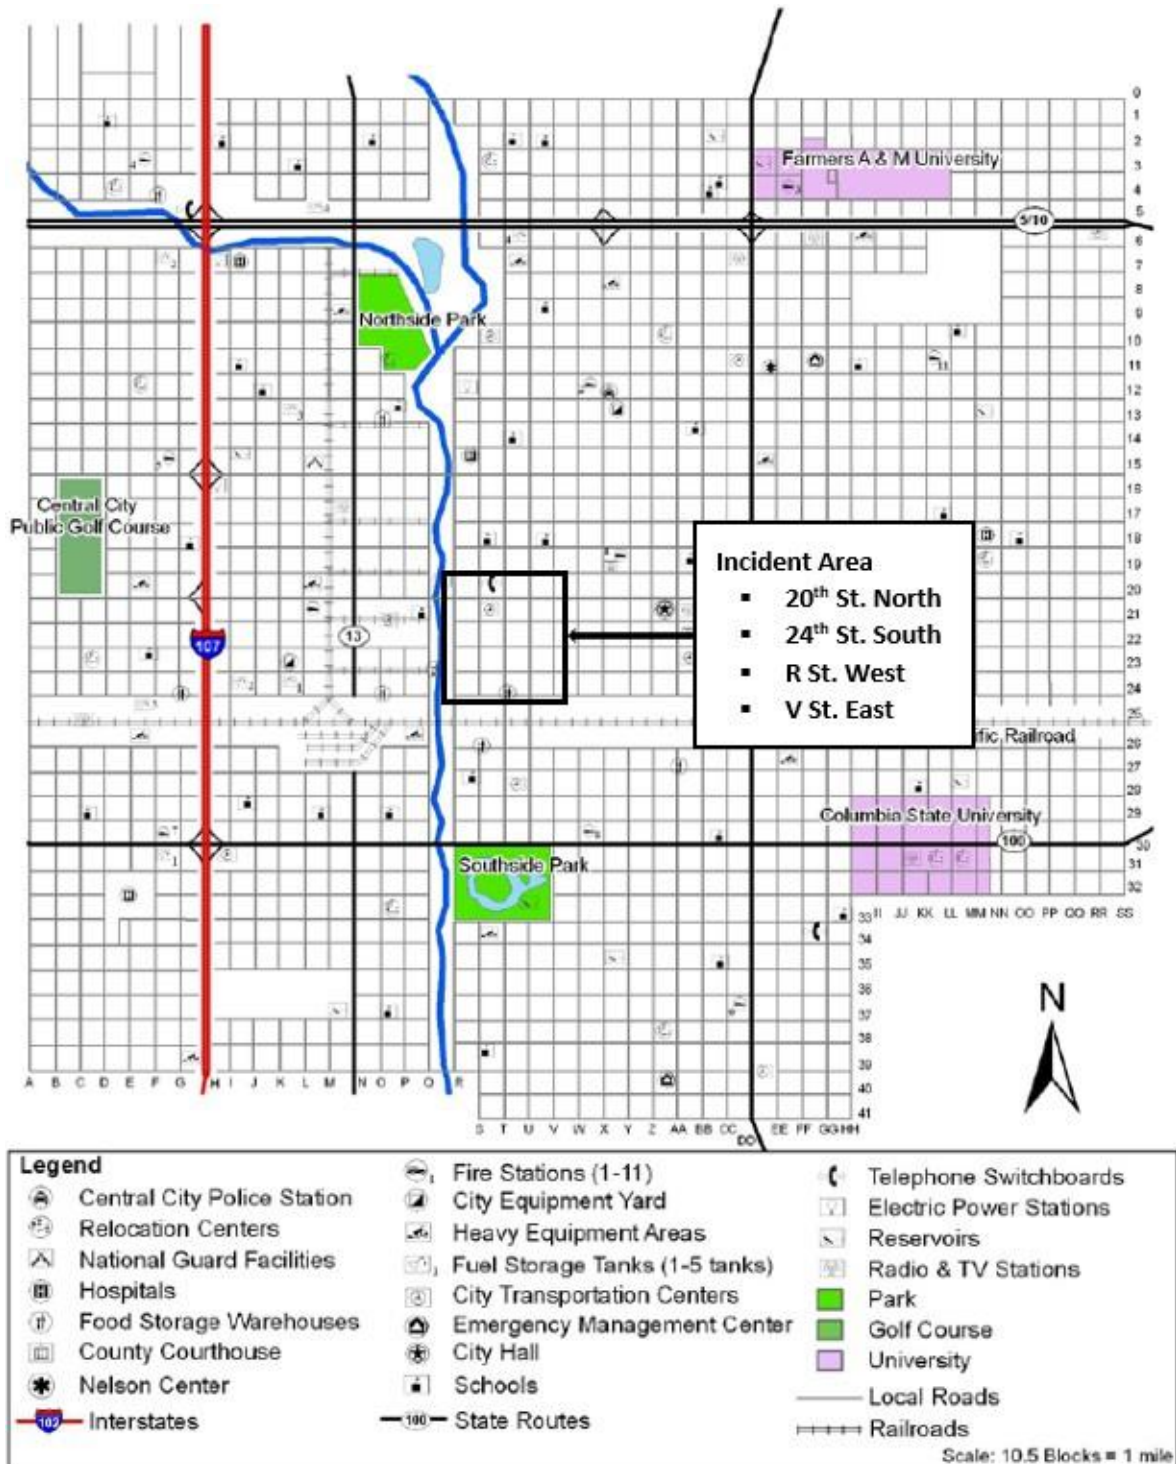 0
1
2
Farmers A & M University
3
4
5
5/10
6
7
8
9
Northside Park
10
11
12
13
14
15
16
Central City
Public Golf Course
17
18
Incident Area
20th St. North
24th St. South
R St. West
V St. East
20
21
107
13
22
23
24
25
26
ific Railroad
27
28
29
Columbia State University
100
30
31
32
Southside Park
33 II JJ KK LL MM NN OO PP QQ RR SS
34
35
N
36
37
38
39
A B C D E F G H I J K L M N O P Q R
40
41
S T U V W X Y Z AA BB CC DD EE FF GG HH
Legend
Central City Police Station
Relocation Centers
National Guard Facilities
Hospitals
Food Storage Warehouses
County Courthouse
Nelson Center
102 Interstates
Fire Stations (1-11)
City Equipment Yard
Heavy Equipment Areas
Fuel Storage Tanks (1-5 tanks)
City Transportation Centers
Emergency Management Center
City Hall
Schools
100 State Routes
Telephone Switchboards
Electric Power Stations
Reservoirs
Radio & TV Stations
Park
Golf Course
University
Local Roads
Railroads
Scale: 10.5 Blocks = 1 mile